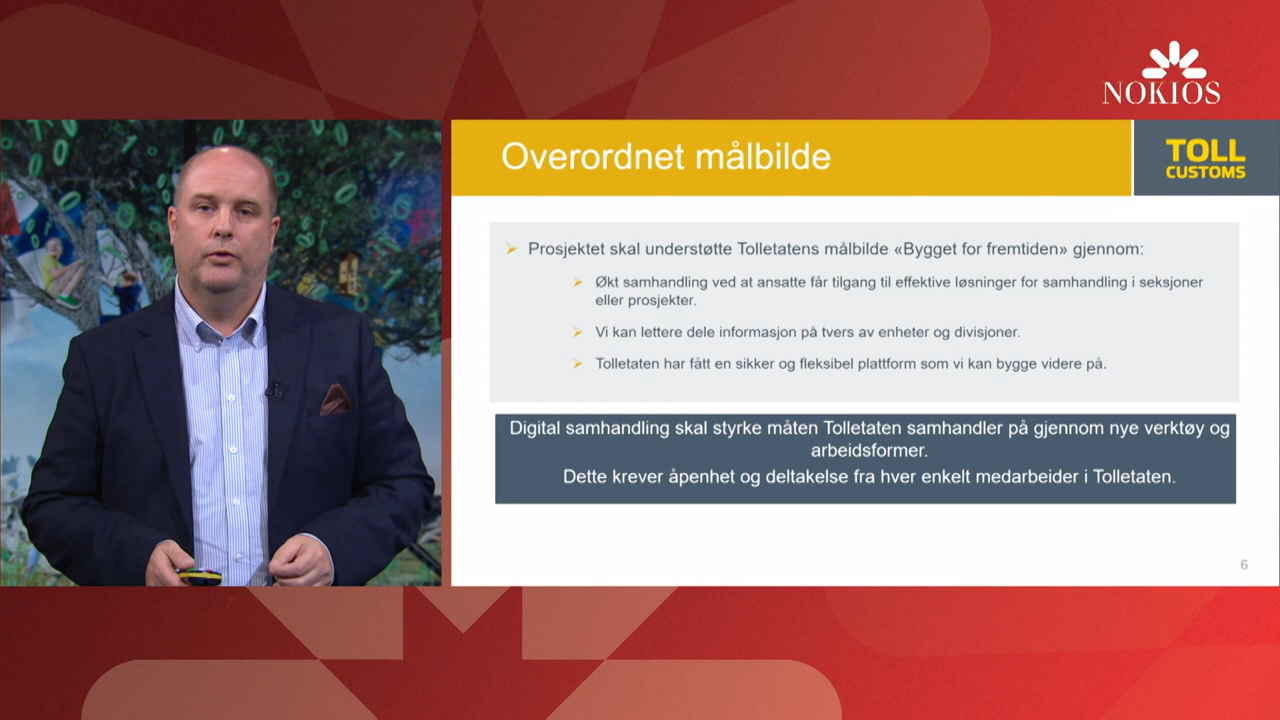 NOKIOS
Overordnet målbilde
TOLL
CUSTOMS
Prosjektet skal understøtte Tolletatens målbilde «Bygget for fremtiden» gjennom:
Økt samhandling ved at ansatte får tilgang til effektive løsninger for samhandling i seksjoner
eller prosjekter.
Vi kan lettere dele informasjon på tvers av enheter og divisjoner.
Tolletaten har fått en sikker og fleksibel plattform som vi kan bygge videre på.
Digital samhandling skal styrke måten Tolletaten samhandler på gjennom nye verktøy og
arbeidsformer.
Dette krever åpenhet og deltakelse fra hver enkelt medarbeider i Tolletaten.
6